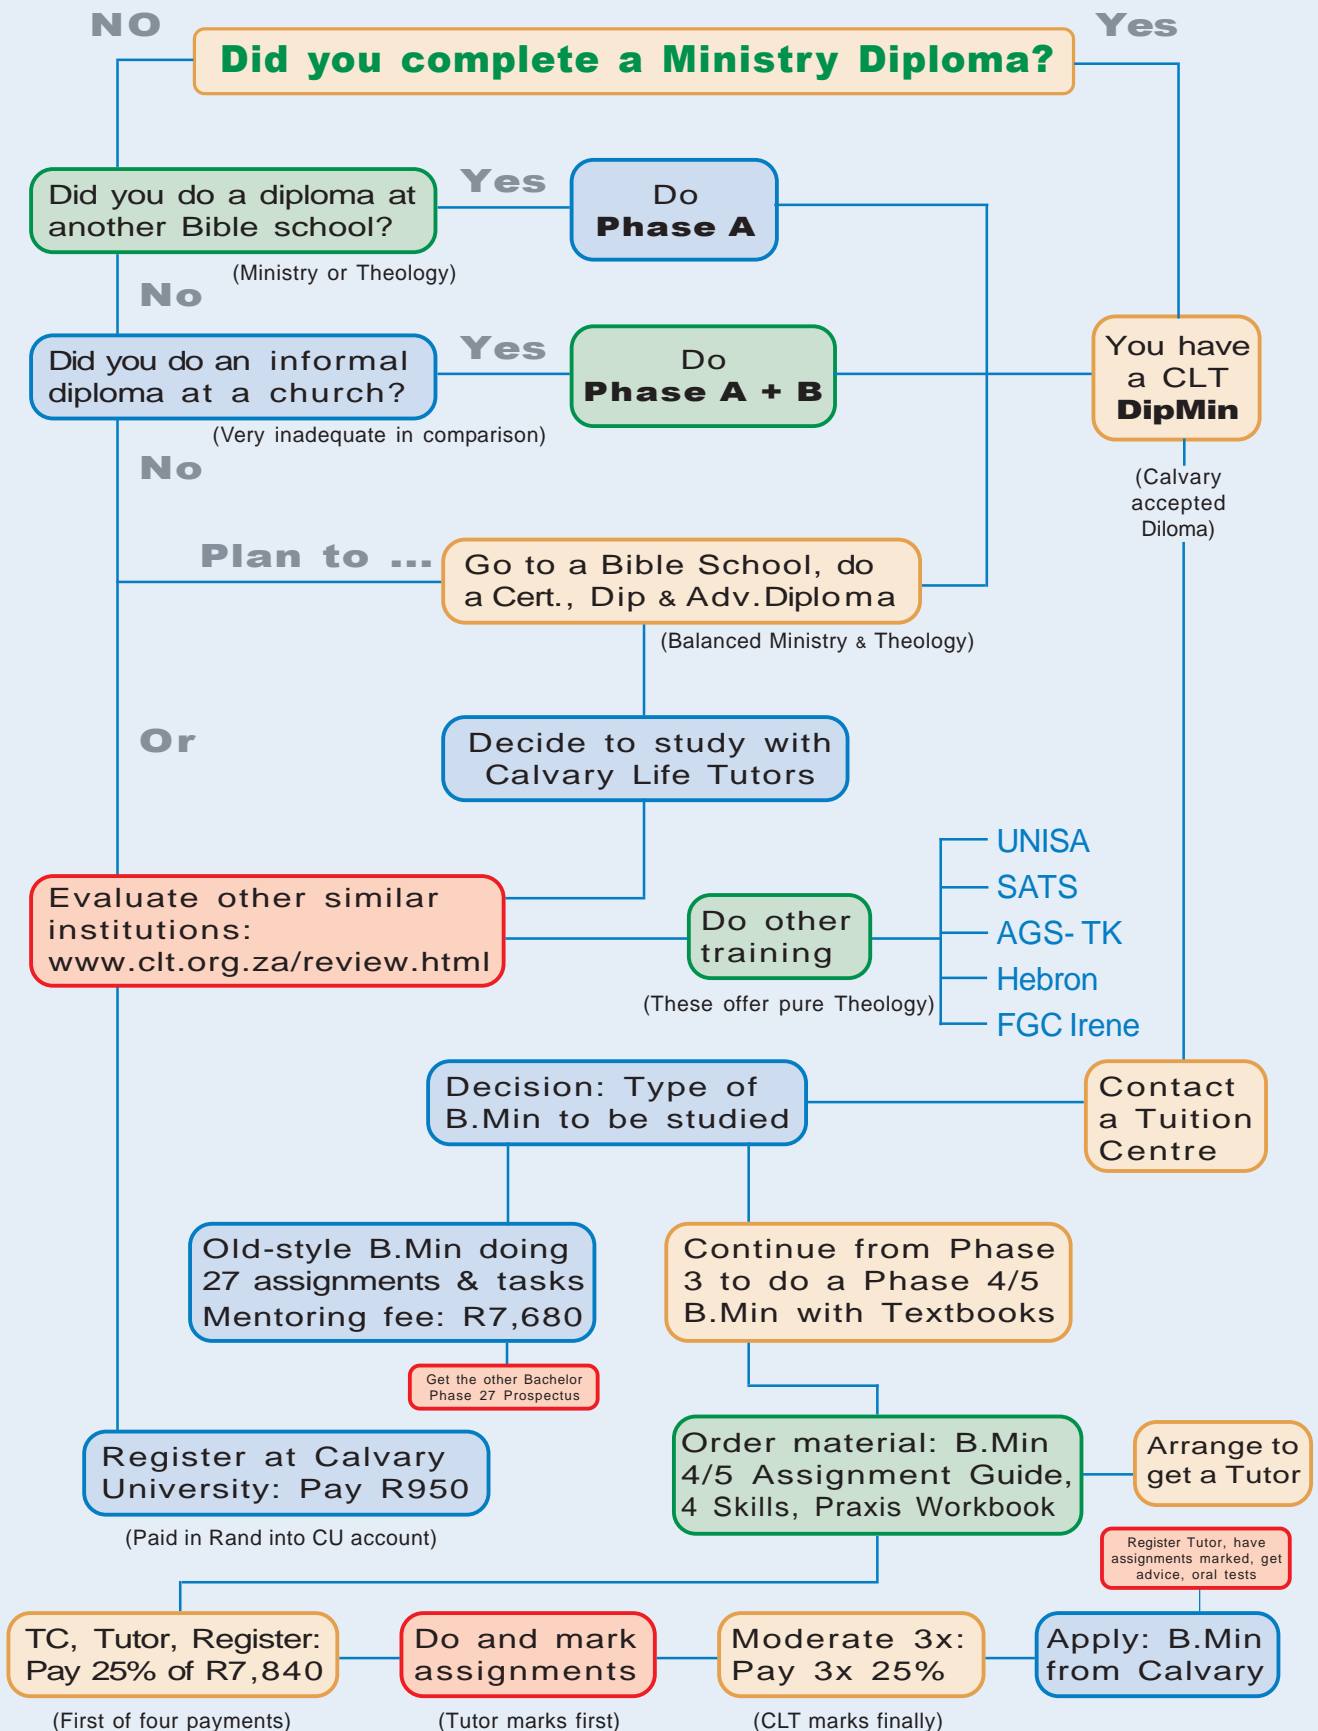 NO
Yes
Did you complete a Ministry Diploma?
Did you do a diploma at
another Bible school?
(Ministry or Theology)
Yes
Do
Phase A
No
Did you do an informal
diploma at a church?
(Very inadequate in comparison)
Yes
Do
Phase A + B
You have
a CLT
DipMin
(Calvary
accepted
Diloma)
No
Plan to ...
Go to a Bible School, do
a Cert., Dip & Adv.Diploma
(Balanced Ministry & Theology)
Or
Decide to study with
Calvary Life Tutors
Evaluate other similar
institutions:
www.clt.org.za/review.html
Do other
training
(These offer pure Theology)
UNISA
SATS
AGS- TK
Hebron
FGC Irene
Decision: Type of
B.Min to be studied
Contact
a Tuition
Centre
Old-style B.Min doing
27 assignments & tasks
Mentoring fee: R7,680
Get the other Bachelor
Phase 27 Prospectus
Continue from Phase
3 to do a Phase 4/5
B.Min with Textbooks
Register at Calvary
University: Pay R950
(Paid in Rand into CU account)
Order material: B.Min
4/5 Assignment Guide,
4 Skills, Praxis Workbook
Arrange to
get a Tutor
Register Tutor, have
assignments marked, get
advice, oral tests
TC, Tutor, Register:
Pay 25% of R7,840
(First of four payments)
Do and mark
assignments
(Tutor marks first)
Moderate 3x:
Pay 3x 25%
(CLT marks finally)
Apply: B.Min
from Calvary